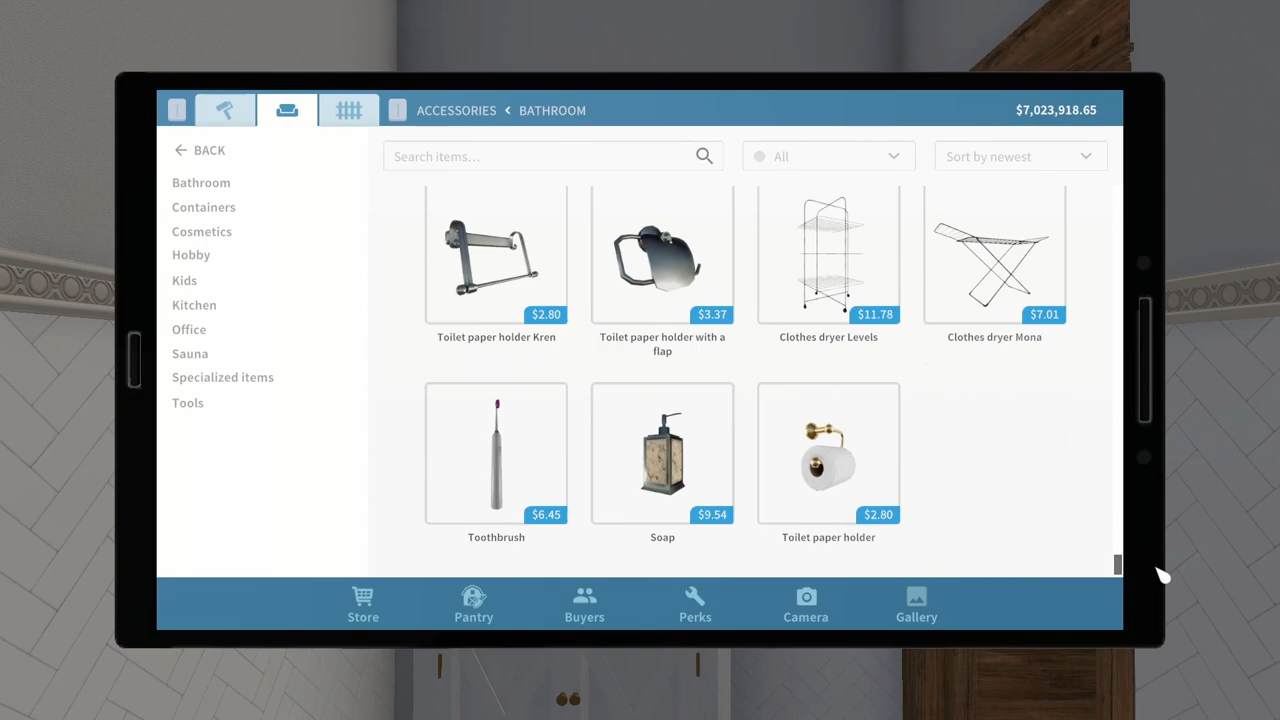 ACCESSORIES < BATHROOM
$7,023,918.65
BACK
Search items...
All
Sort by newest
Bathroom
Containers
Cosmetics
Hobby
Kids
Kitchen
Office
Sauna
Specialized items
Tools
$2.80
$3.37
$11.78
$7.01
Toilet paper holder Kren
Toilet paper holder with a
flap
Clothes dryer Levels
Clothes dryer Mona
$6.45
$9.54
$2.80
Toothbrush
Soap
Toilet paper holder
Store
Pantry
Buyers
Perks
Camera
Gallery